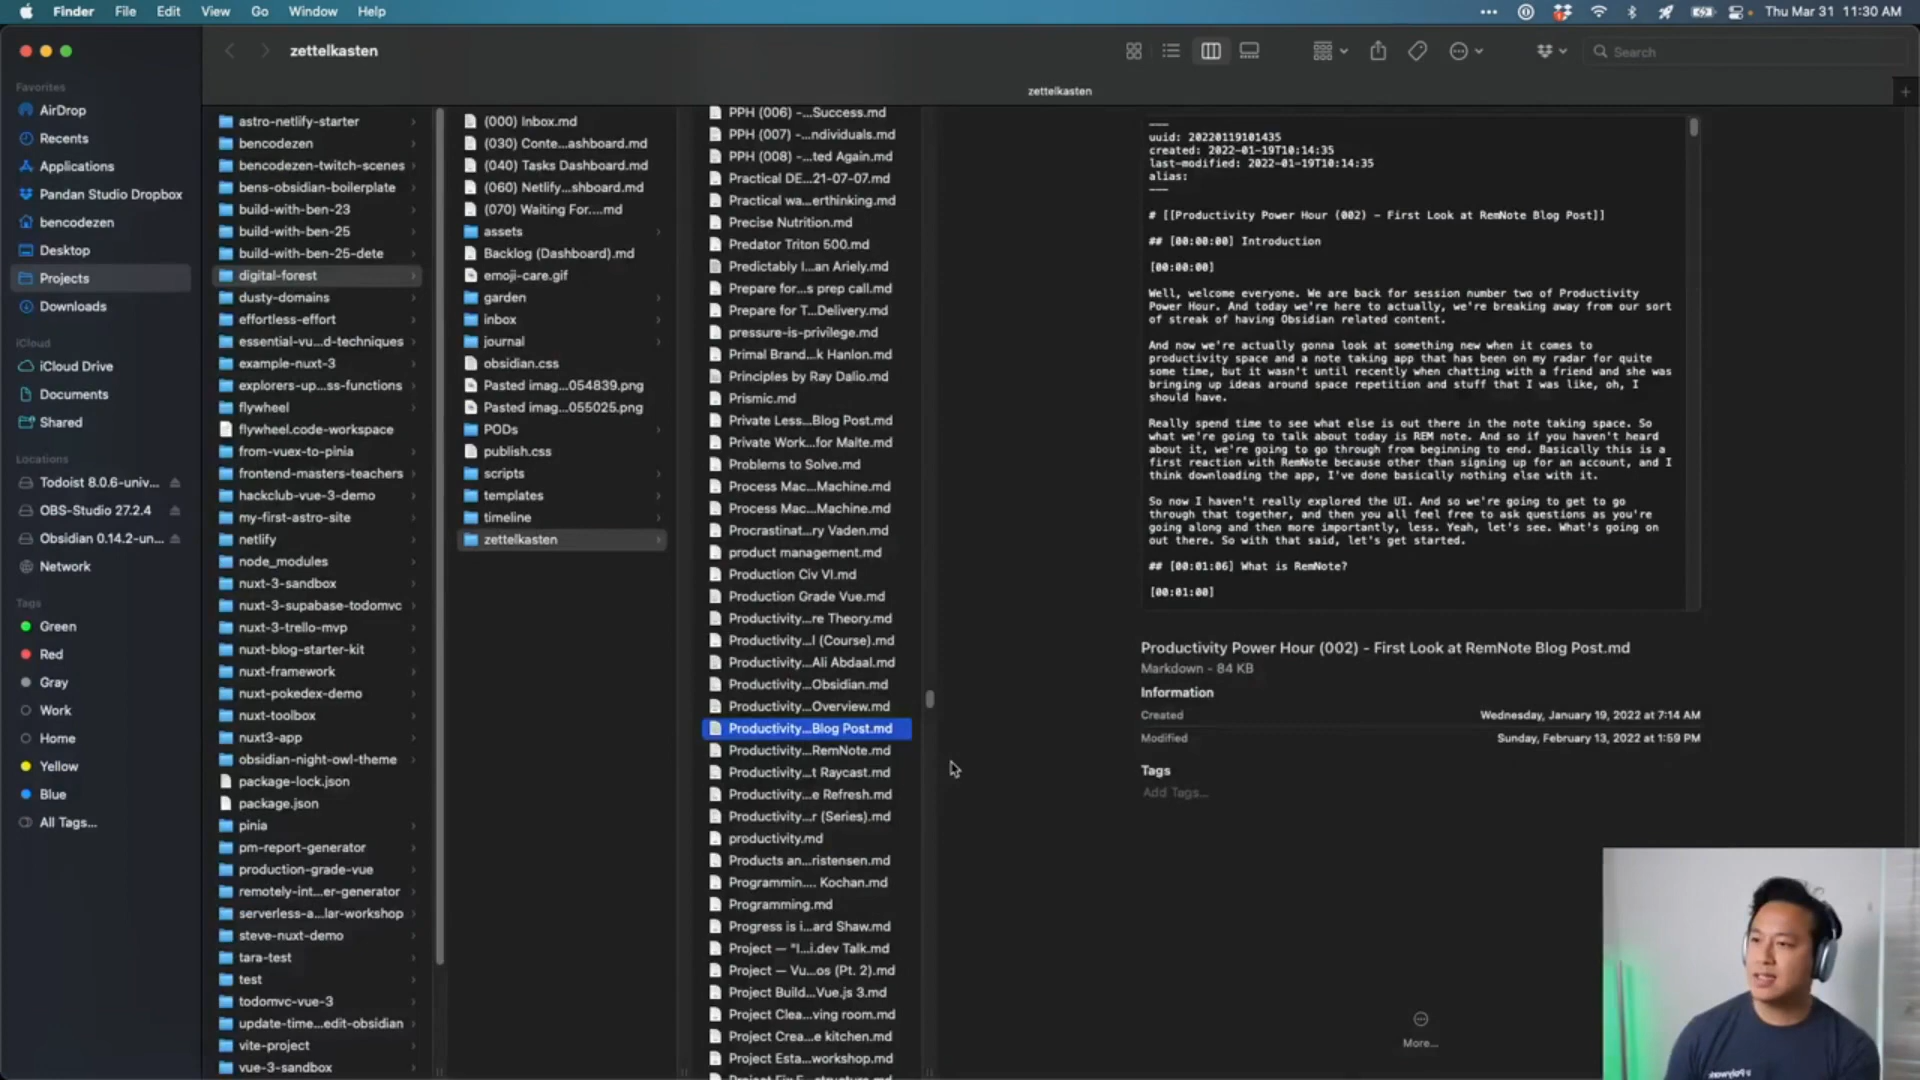 Finder File Edit View Go Window Help
Thu Mar 31 11:30 AM
zettelkasten
Search
zettelkasten
Favorites
AirDrop
Recents
Applications
Pandan Studio Dropbox
bencodezen
Desktop
Projects
Downloads
iCloud
iCloud Drive
Documents
Shared
Locations
Todoist 8.0.6-univ...
OBS-Studio 27.2.4
Obsidian 0.14.2-un...
Network
Tags
Green
Red
Gray
Work
Home
Yellow
Blue
All Tags...
astro-netlify-starter
bencodezen
bencodezen-twitch-scenes
bens-obsidian-boilerplate
build-with-ben-23
build-with-ben-25
build-with-ben-25-dete
digital-forest
dusty-domains
effortless-effort
essential-vu...d-techniques
example-nuxt-3
explorers-up...ss-functions
flywheel
flywheel.code-workspace
from-vuex-to-pinia
frontend-masters-teachers
hackclub-vue-3-demo
my-first-astro-site
netlify
node_modules
nuxt-3-sandbox
nuxt-3-supabase-todomvc
nuxt-3-trello-mvp
nuxt-blog-starter-kit
nuxt-framework
nuxt-pokedex-demo
nuxt-toolbox
nuxt3-app
obsidian-night-owl-theme
package-lock.json
package.json
pinia
pm-report-generator
production-grade-vue
remotely-int...er-generator
serverless-a...lar-workshop
steve-nuxt-demo
tara-test
test
todomvc-vue-3
update-time...edit-obsidian
vite-project
vue-3-sandbox
(000) Inbox.md
(030) Conte...ashboard.md
(040) Tasks Dashboard.md
(060) Netlify...shboard.md
(070) Waiting For....md
assets
Backlog (Dashboard).md
emoji-care.gif
garden
inbox
journal
obsidian.css
Pasted imag...054839.png
Pasted imag...055025.png
PODs
publish.css
scripts
templates
timeline
zettelkasten
PPH (006) -...Success.md
PPH (007) -...ndividuals.md
PPH (008) -...ted Again.md
Practical DE...21-07-07.md
Practical wa...erthinking.md
Precise Nutrition.md
Predator Triton 500.md
Predictably I...an Ariely.md
Prepare for...s prep call.md
Prepare for T...Delivery.md
pressure-is-privilege.md
Primal Brand...k Hanlon.md
Principles by Ray Dalio.md
Prismic.md
Private Less...Blog Post.md
Private Work...for Malte.md
Problems to Solve.md
Process Mac...Machine.md
Process Mac...Machine.md
Procrastinat...ry Vaden.md
product management.md
Production Civ VI.md
Production Grade Vue.md
Productivity...re Theory.md
Productivity...l (Course).md
Productivity...Ali Abdaal.md
Productivity...Obsidian.md
Productivity...Overview.md
Productivity...Blog Post.md
Productivity...RemNote.md
Productivity...t Raycast.md
Productivity...e Refresh.md
Productivity...r (Series).md
productivity.md
Products an...ristensen.md
Programmin.... Kochan.md
Programming.md
Progress is i...ard Shaw.md
Project — "I...i.dev Talk.md
Project — Vu...os (Pt. 2).md
Project Build...Vue.js 3.md
Project Clea...ving room.md
Project Crea...e kitchen.md
Project Esta...workshop.md
---
uuid: 20220119101435
created: 2022-01-19T10:14:35
last-modified: 2022-01-19T10:14:35
alias:
---
# [[Productivity Power Hour (002) - First Look at RemNote Blog Post]]
## [00:00:00] Introduction
[00:00:00]
Well, welcome everyone. We are back for session number two of Productivity
Power Hour. And today we're here to actually, we're breaking away from our sort
of streak of having Obsidian related content.
And now we're actually gonna look at something new when it comes to
productivity space and a note taking app that has been on my radar for quite
some time, but it wasn't until recently when chatting with a friend and she was
bringing up ideas around space repetition and stuff that I was like, oh, I
should have.
Really spend time to see what else is out there in the note taking space. So
what we're going to talk about today is REM note. And so if you haven't heard
about it, we're going to go through from beginning to end. Basically this is a
first reaction with RemNote because other than signing up for an account, and I
think downloading the app, I've done basically nothing else with it.
So now I haven't really explored the UI. And so we're going to get to go
through that together, and then you all feel free to ask questions as you're
going along and then more importantly, less. Yeah, let's see. What's going on
out there. So with that said, let's get started.
## [00:01:06] What is RemNote?
[00:01:00]
Productivity Power Hour (002) - First Look at RemNote Blog Post.md
Markdown - 84 KB
Information
Created Wednesday, January 19, 2022 at 7:14 AM
Modified Sunday, February 13, 2022 at 1:59 PM
Tags
Add Tags...
More...